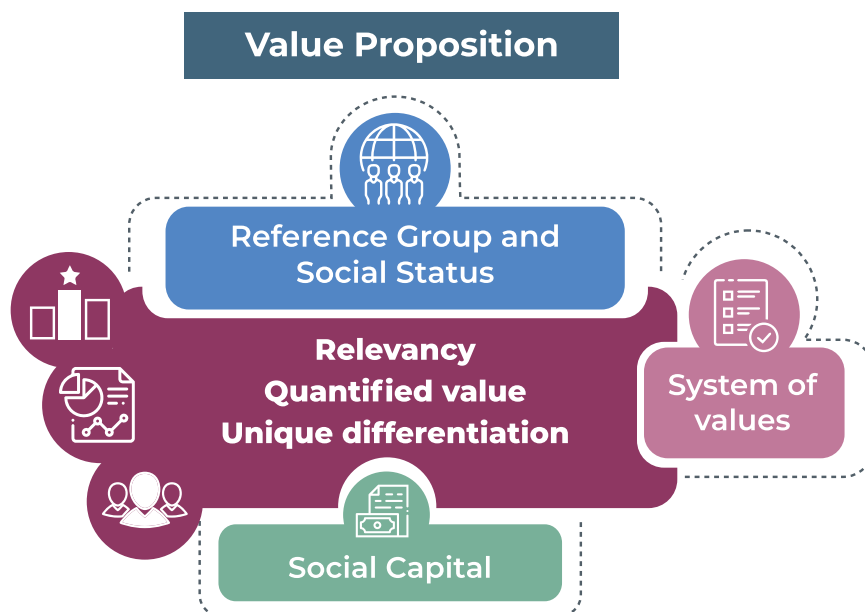 Value Proposition
Reference Group and
Social Status
Relevancy
Quantified value
Unique differentiation
System of
values
Social Capital